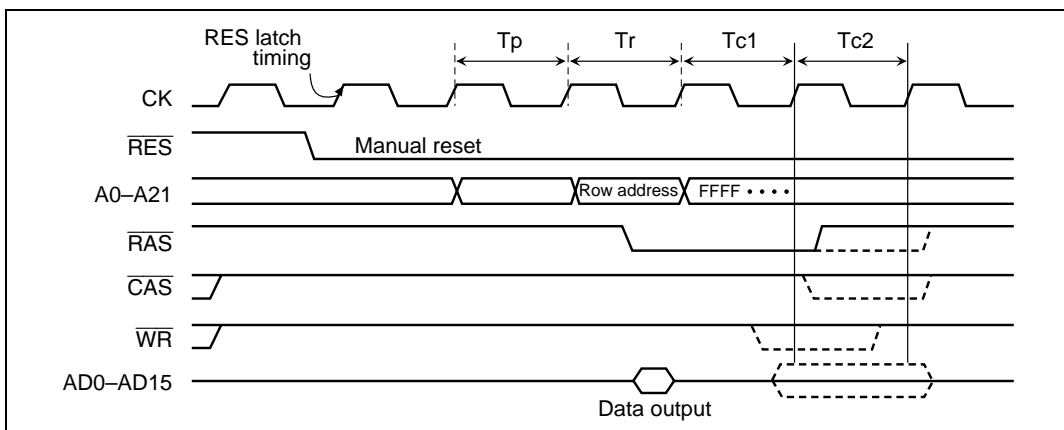 RES latch
timing
Tp
Tr
Tc1
Tc2
CK
RES
Manual reset
A0–A21
Row address
FFFF ····
RAS
CAS
WR
AD0–AD15
Data output